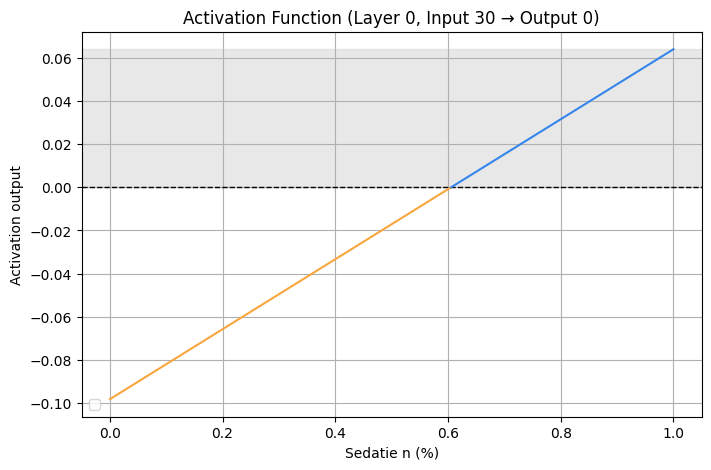 Activation Function (Layer 0, Input 30 → Output 0)
Activation output
0.06
0.04
0.02
0.00
−0.02
−0.04
−0.06
−0.08
−0.10
0.0 0.2 0.4 0.6 0.8 1.0
Sedatie n (%)